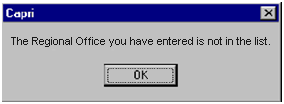 Capri
The Regional Office you have entered is not in the list.
OK